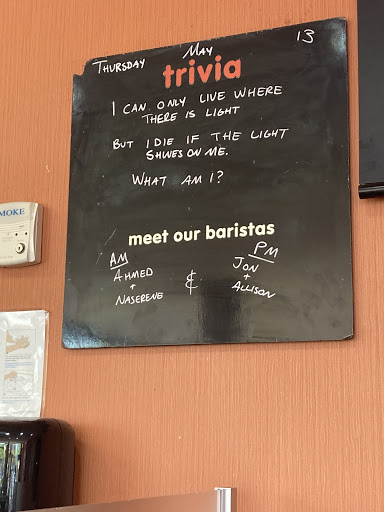 THURSDAY MAY 13
trivia
I CAN ONLY LIVE WHERE
THERE IS LIGHT
BUT I DIE IF THE LIGHT
SHINES ON ME.
WHAT AM I?
meet our baristas
AM
AHMED
+
NASERENE
&
PM
JON
+
ALLISON
MOKE